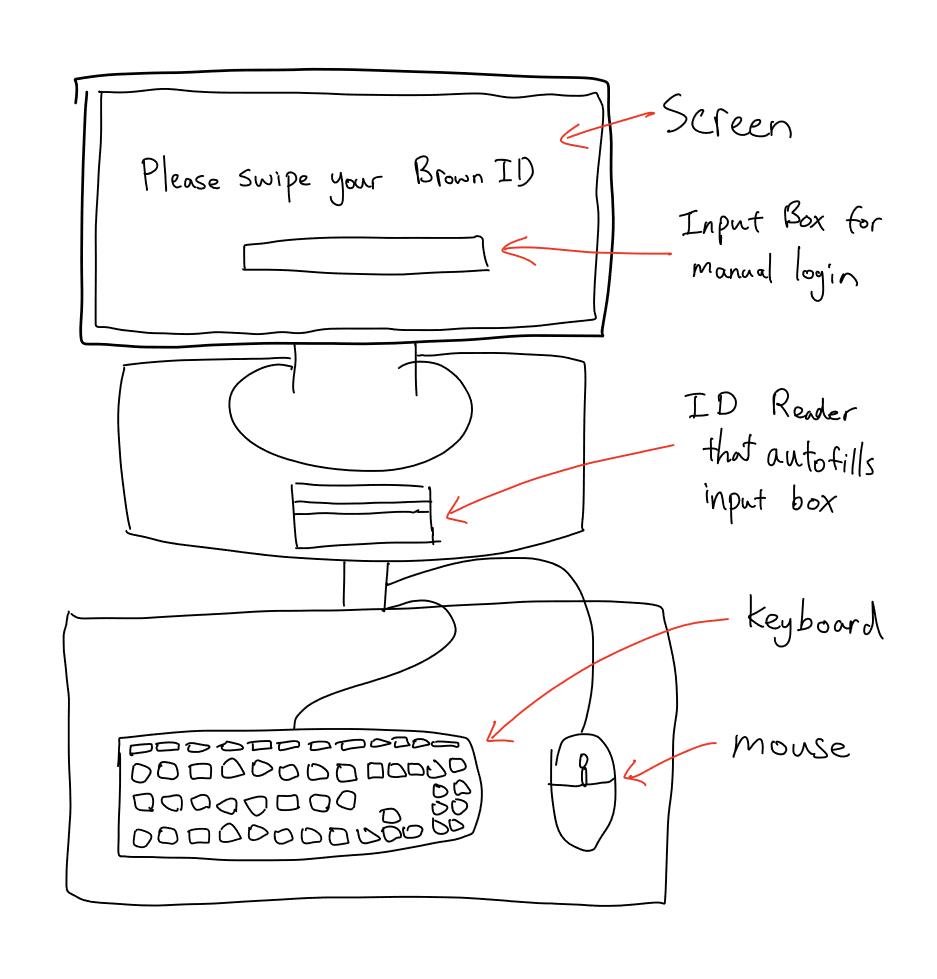 Screen
Please swipe your Brown ID
Input Box for
manual login
ID Reader
that autofills
input box
keyboard
mouse